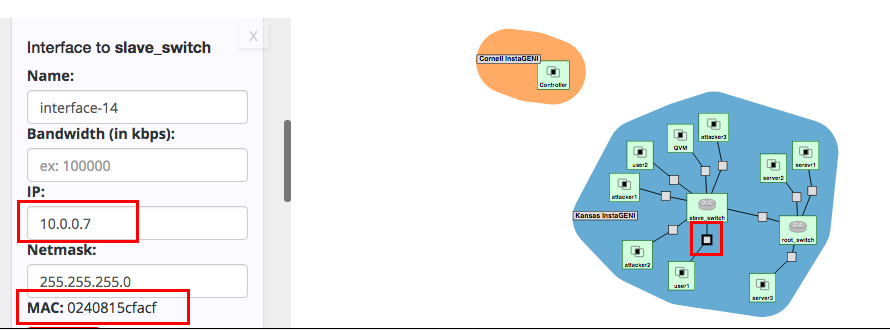 Interface to slave_switch
X
Name:
interface-14
Bandwidth (in kbps):
ex: 100000
IP:
10.0.0.7
Netmask:
255.255.255.0
MAC: 0240815cfacf
Cornell InstaGENI
Controller
attacker3
QVM
user2
serevr1
server2
attacker1
slave_switch
Kansas InstaGENI
root_switch
attacker2
user1
server3